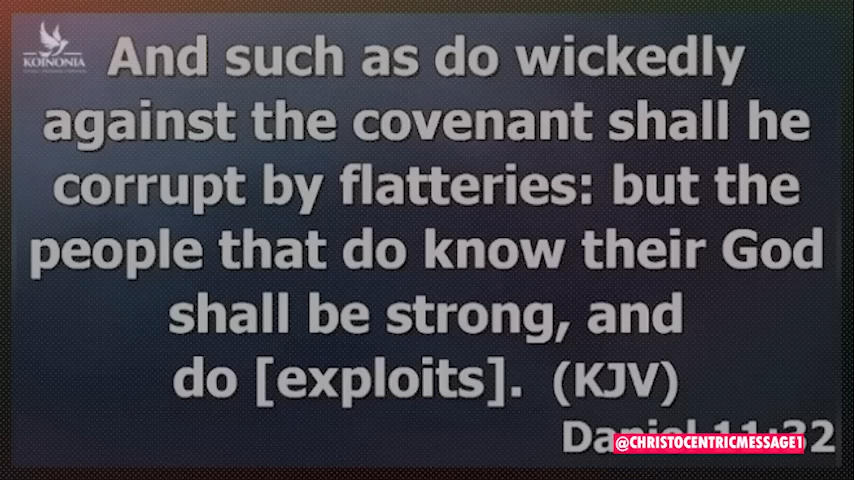 KOINONIA
And such as do wickedly
against the covenant shall he
corrupt by flatteries: but the
people that do know their God
shall be strong, and
do [exploits]. (KJV)
Daniel 11:32
@CHRISTOCENTRICMESSAGE1